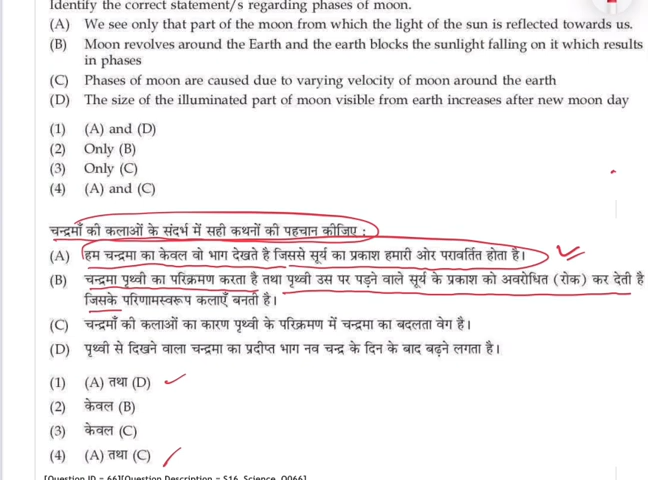 Identify the correct statement/s regarding phases of moon.
(A) We see only that part of the moon from which the light of the sun is reflected towards us.
(B) Moon revolves around the Earth and the earth blocks the sunlight falling on it which results
in phases
(C) Phases of moon are caused due to varying velocity of moon around the earth
(D) The size of the illuminated part of moon visible from earth increases after new moon day
(1) (A) and (D)
(2) Only (B)
(3) Only (C)
(4) (A) and (C)
चन्द्रमाँ की कलाओं के संदर्भ में सही कथनों की पहचान कीजिए :
(A) हम चन्द्रमा का केवल वो भाग देखते है जिससे सूर्य का प्रकाश हमारी ओर परावर्तित होता है।
(B) चन्द्रमा पृथ्वी का परिक्रमण करता है तथा पृथ्वी उस पर पड़ने वाले सूर्य के प्रकाश को अवरोधित (रोक) कर देती है
जिसके परिणामस्वरूप कलाएँ बनती है।
(C) चन्द्रमाँ की कलाओं का कारण पृथ्वी के परिक्रमण में चन्द्रमा का बदलता वेग है।
(D) पृथ्वी से दिखने वाला चन्द्रमा का प्रदीप्त भाग नव चन्द्र के दिन के बाद बढ़ने लगता है।
(1) (A) तथा (D)
(2) केवल (B)
(3) केवल (C)
(4) (A) तथा (C)
[Question ID = 66][Question Description = S16_Science_Q066]